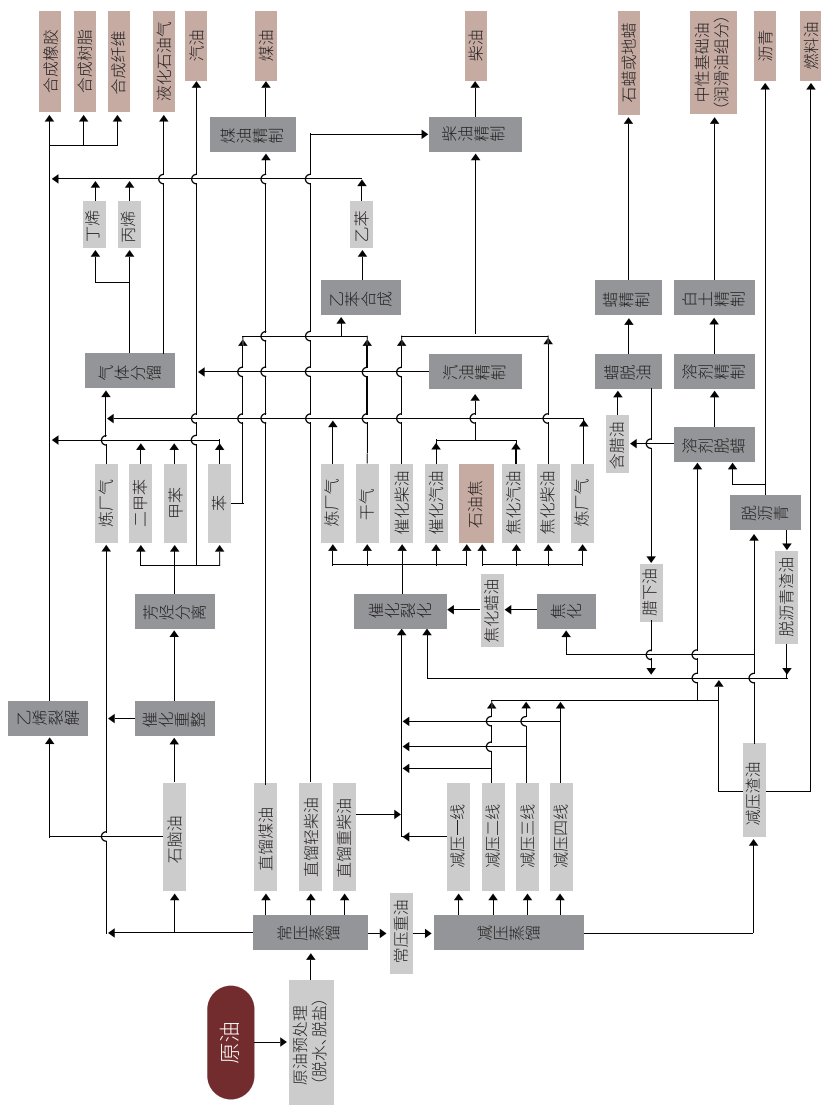 原油
原油预处理
(脱水、脱盐)
常压蒸馏
常压重油
减压蒸馏
石脑油
直馏煤油
直馏轻柴油
直馏重柴油
减压一线
减压二线
减压三线
减压四线
减压渣油
乙烯裂解
催化重整
芳烃分离
催化裂化
焦化蜡油
焦化
腊下油
脱沥青渣油
脱沥青
炼厂气
二甲苯
甲苯
苯
炼厂气
干气
催化柴油
催化汽油
石油焦
焦化汽油
焦化柴油
炼厂气
含腊油
溶剂脱蜡
气体分馏
汽油精制
蜡脱油
溶剂精制
乙苯合成
蜡精制
白土精制
丁烯
丙烯
乙苯
煤油精制
柴油精制
合成橡胶
合成树脂
合成纤维
液化石油气
汽油
煤油
柴油
石蜡或地蜡
中性基础油
(润滑油组分)
沥青
燃料油